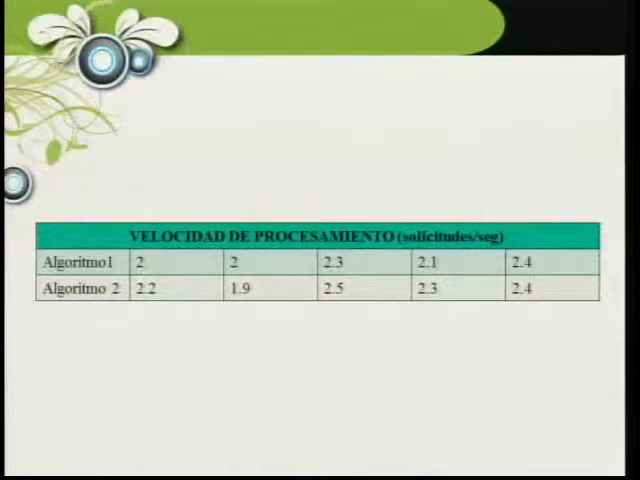 VELOCIDAD DE PROCESAMIENTO (solicitudes/seg)
Algoritmo1 2 2 2.3 2.1 2.4
Algoritmo 2 2.2 1.9 2.5 2.3 2.4